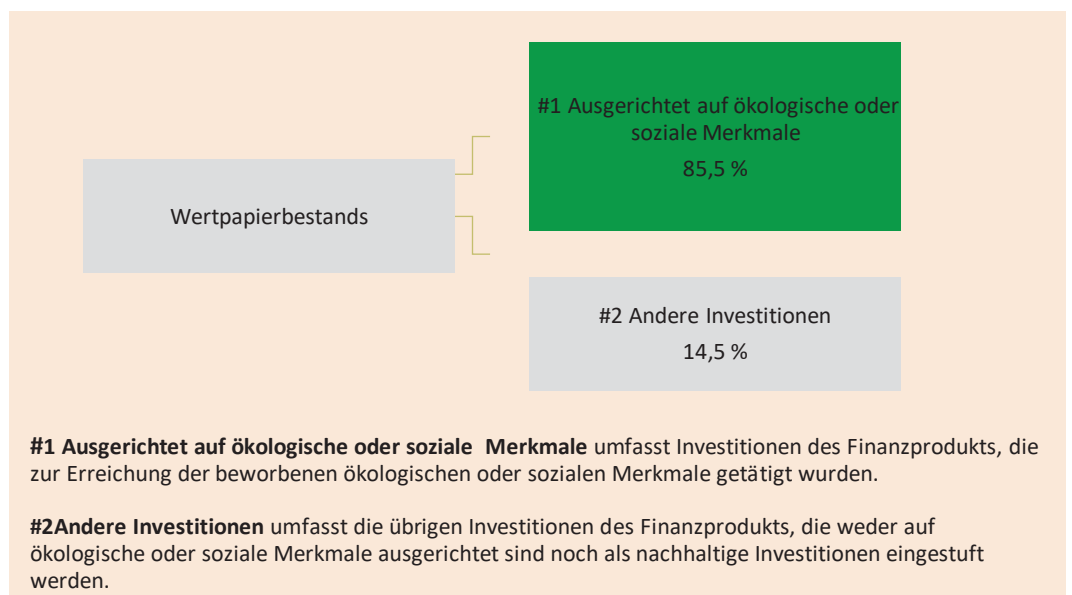 #1 Ausgerichtet auf ökologische oder
soziale Merkmale
85,5 %
Wertpapierbestands
#2 Andere Investitionen
14,5 %
#1 Ausgerichtet auf ökologische oder soziale Merkmale umfasst Investitionen des Finanzprodukts, die
zur Erreichung der beworbenen ökologischen oder sozialen Merkmale getätigt wurden.
#2Andere Investitionen umfasst die übrigen Investitionen des Finanzprodukts, die weder auf
ökologische oder soziale Merkmale ausgerichtet sind noch als nachhaltige Investitionen eingestuft
werden.